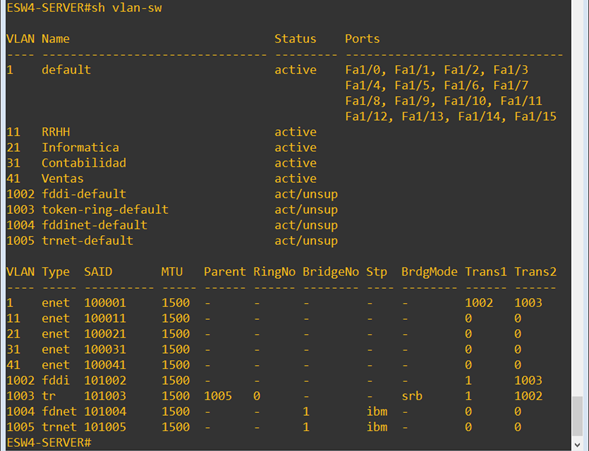 ESW4-SERVER#sh vlan-sw
VLAN Name                             Status    Ports
---- -------------------------------- --------- -------------------------------
1    default                          active    Fa1/0, Fa1/1, Fa1/2, Fa1/3
                                                Fa1/4, Fa1/5, Fa1/6, Fa1/7
                                                Fa1/8, Fa1/9, Fa1/10, Fa1/11
                                                Fa1/12, Fa1/13, Fa1/14, Fa1/15
11   RRHH                             active
21   Informatica                      active
31   Contabilidad                     active
41   Ventas                           active
1002 fddi-default                     act/unsup
1003 token-ring-default               act/unsup
1004 fddinet-default                  act/unsup
1005 trnet-default                    act/unsup
VLAN Type  SAID       MTU   Parent RingNo BridgeNo Stp  BrdgMode Trans1 Trans2
---- ----- ---------- ----- ------ ------ -------- ---- -------- ------ ------
1    enet  100001     1500  -      -      -        -    -        1002   1003
11   enet  100011     1500  -      -      -        -    -        0      0
21   enet  100021     1500  -      -      -        -    -        0      0
31   enet  100031     1500  -      -      -        -    -        0      0
41   enet  100041     1500  -      -      -        -    -        0      0
1002 fddi  101002     1500  -      -      -        -    -        1      1003
1003 tr    101003     1500  1005   0      -        -    srb      1      1002
1004 fdnet 101004     1500  -      -      1        ibm  -        0      0
1005 trnet 101005     1500  -      -      1        ibm  -        0      0
ESW4-SERVER#